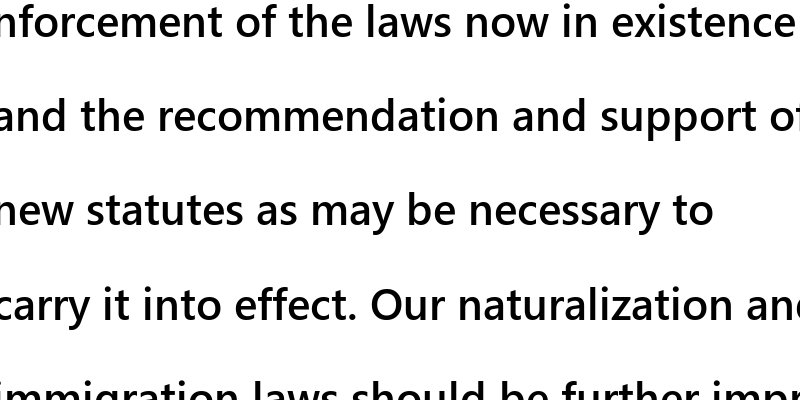 nforcement of the laws now in existence
and the recommendation and support of
new statutes as may be necessary to
carry it into effect. Our naturalization and
immigration laws should be further impr